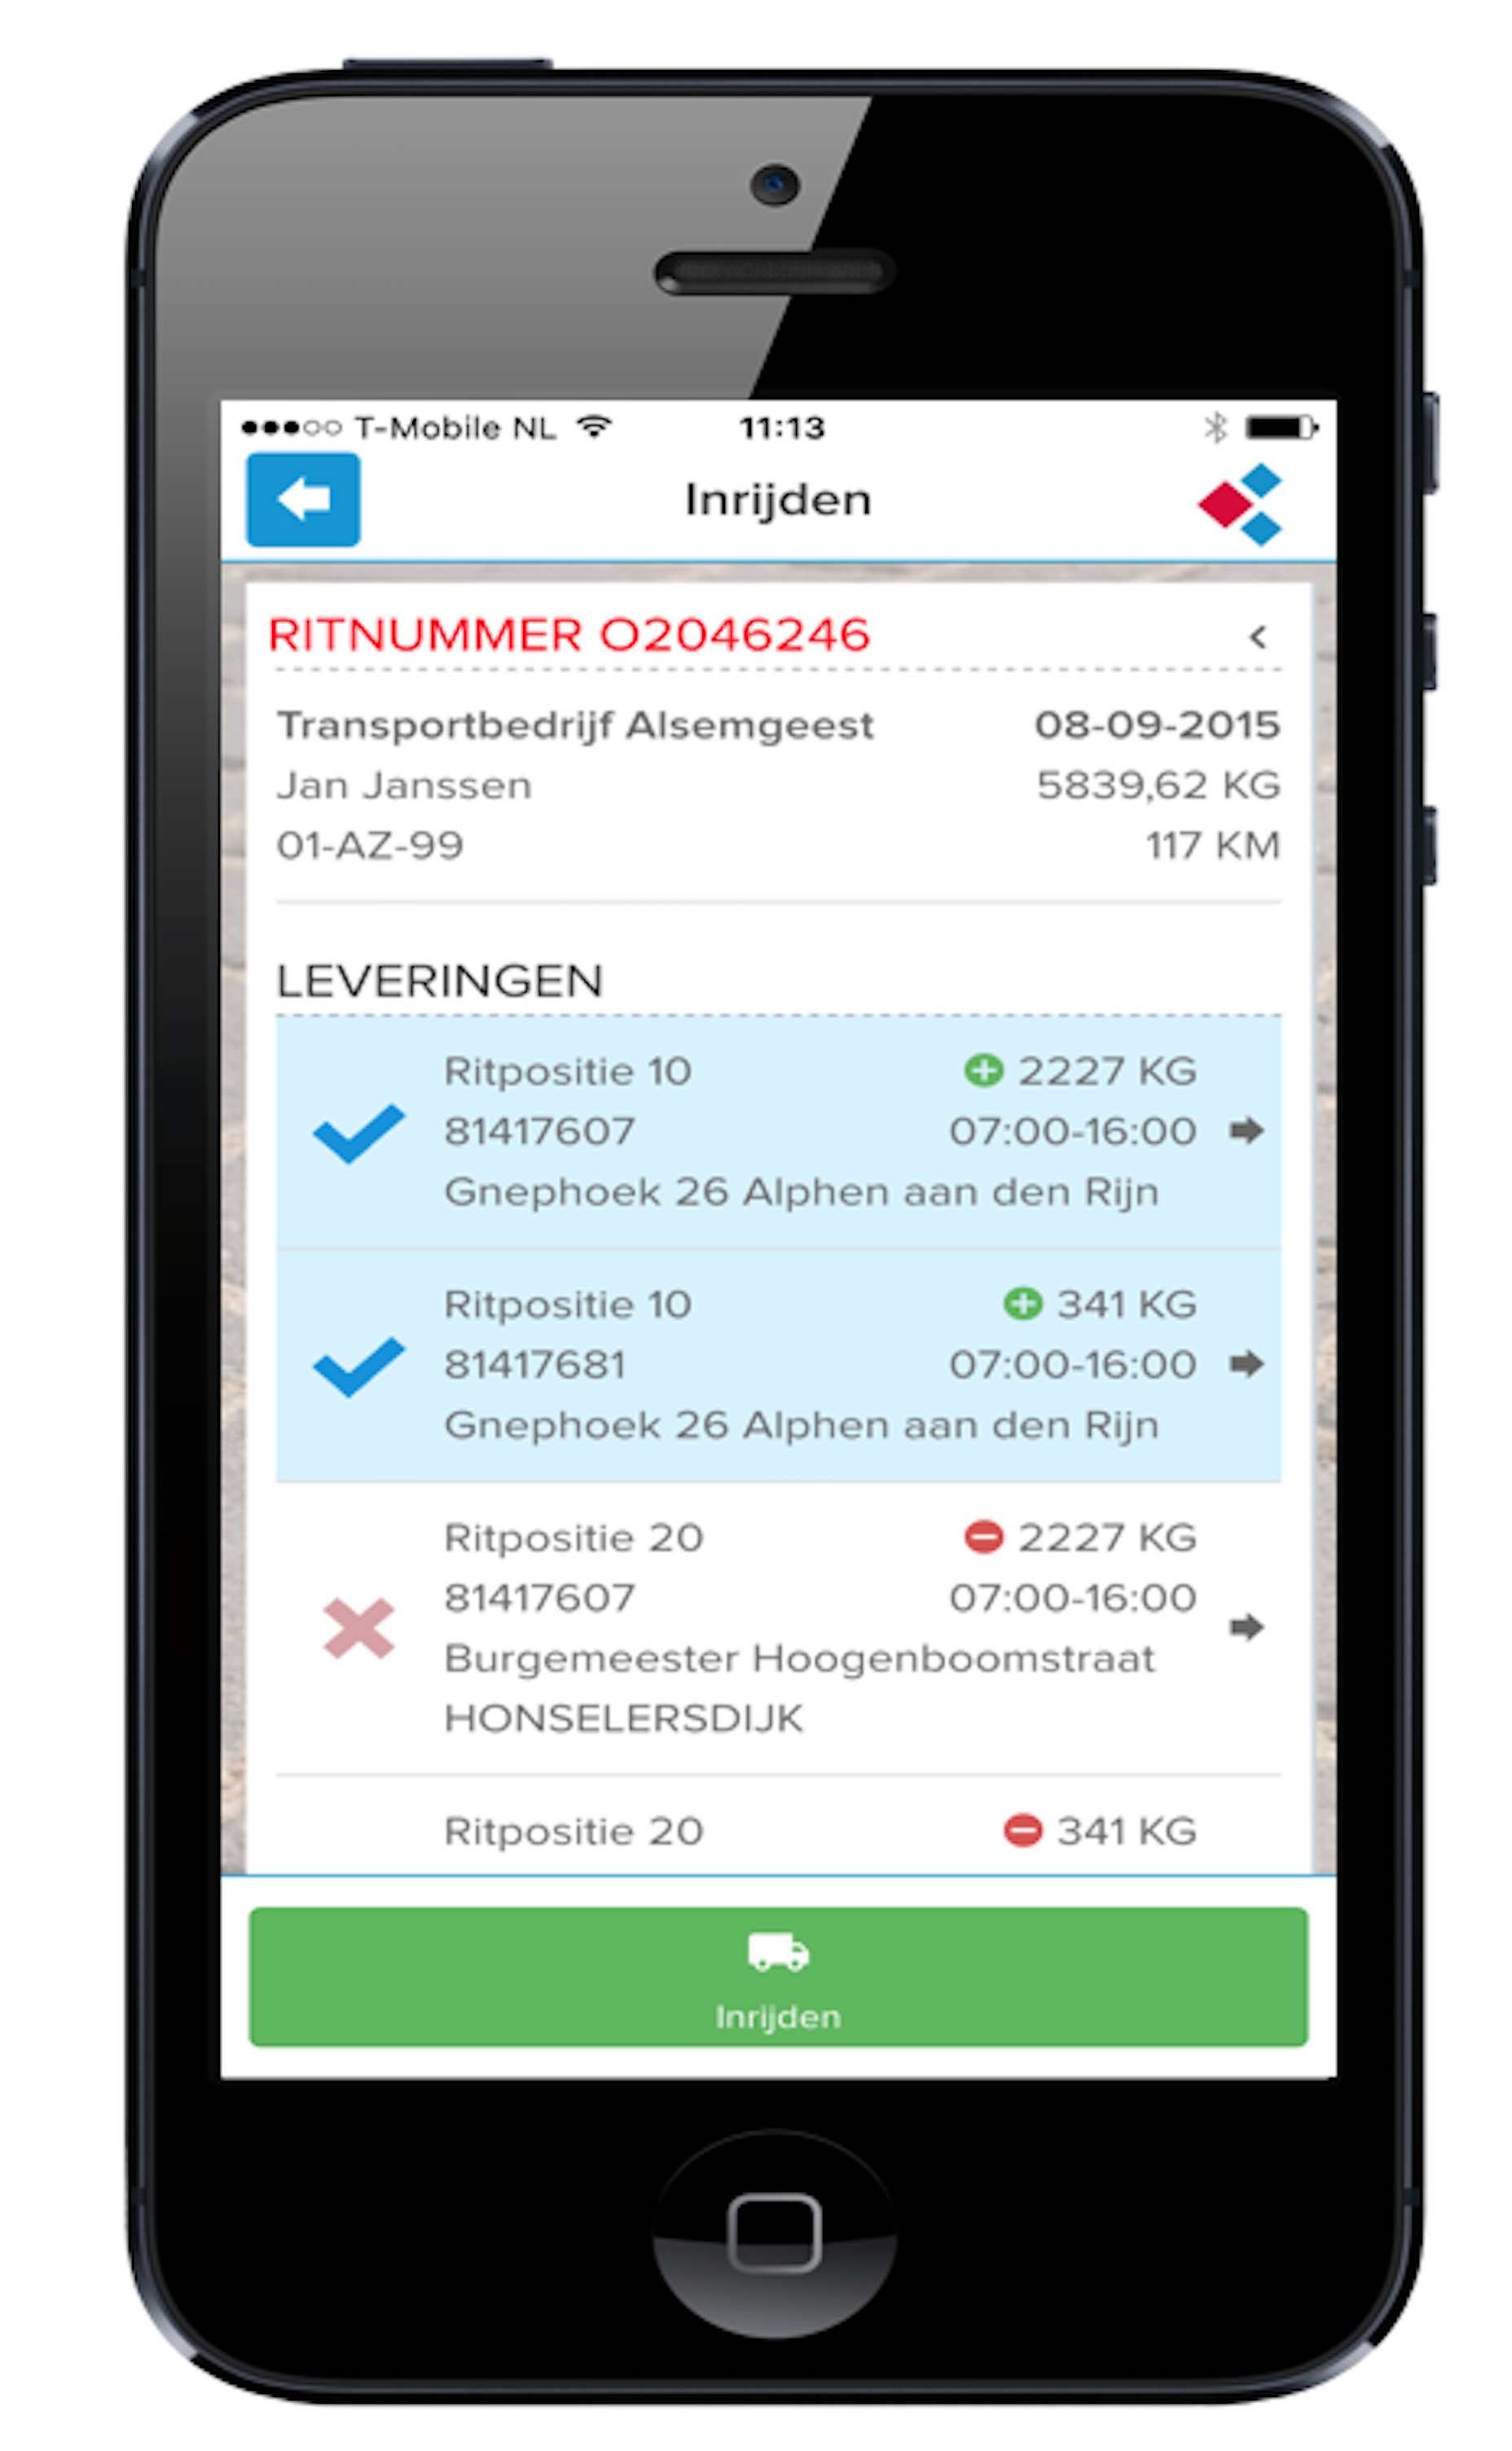 T-Mobile NL 11:13
Inrijden
RITNUMMER O2046246 <
Transportbedrijf Alsemgeest 08-09-2015
Jan Janssen 5839,62 KG
01-AZ-99 117 KM
LEVERINGEN
Ritpositie 10 2227 KG
81417607 07:00-16:00
Gnephoek 26 Alphen aan den Rijn
Ritpositie 10 341 KG
81417681 07:00-16:00
Gnephoek 26 Alphen aan den Rijn
Ritpositie 20 2227 KG
81417607 07:00-16:00
Burgemeester Hoogenboomstraat
HONSELERSDIJK
Ritpositie 20 341 KG
Inrijden